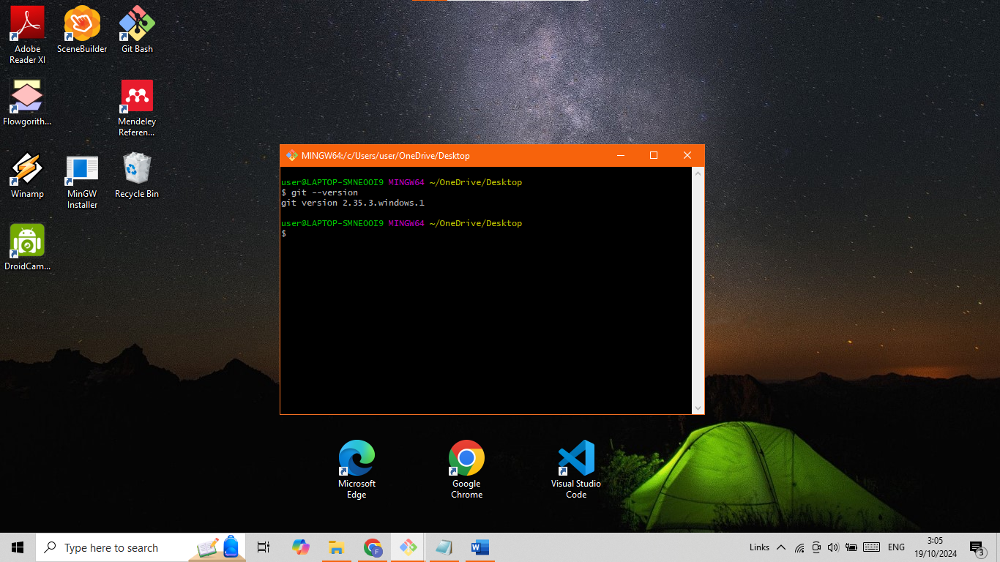 Adobe
Reader XI
SceneBuilder
Git Bash
Flowgorith...
Mendeley
Referen...
Winamp
MinGW
Installer
Recycle Bin
DroidCam...
MINGW64:/c/Users/user/OneDrive/Desktop
user@LAPTOP-SMNEOOI9 MINGW64 ~/OneDrive/Desktop
$ git --version
git version 2.35.3.windows.1
user@LAPTOP-SMNEOOI9 MINGW64 ~/OneDrive/Desktop
$
Microsoft
Edge
Google
Chrome
Visual Studio
Code
Type here to search
F
W
Links
ENG
3:05
19/10/2024
3